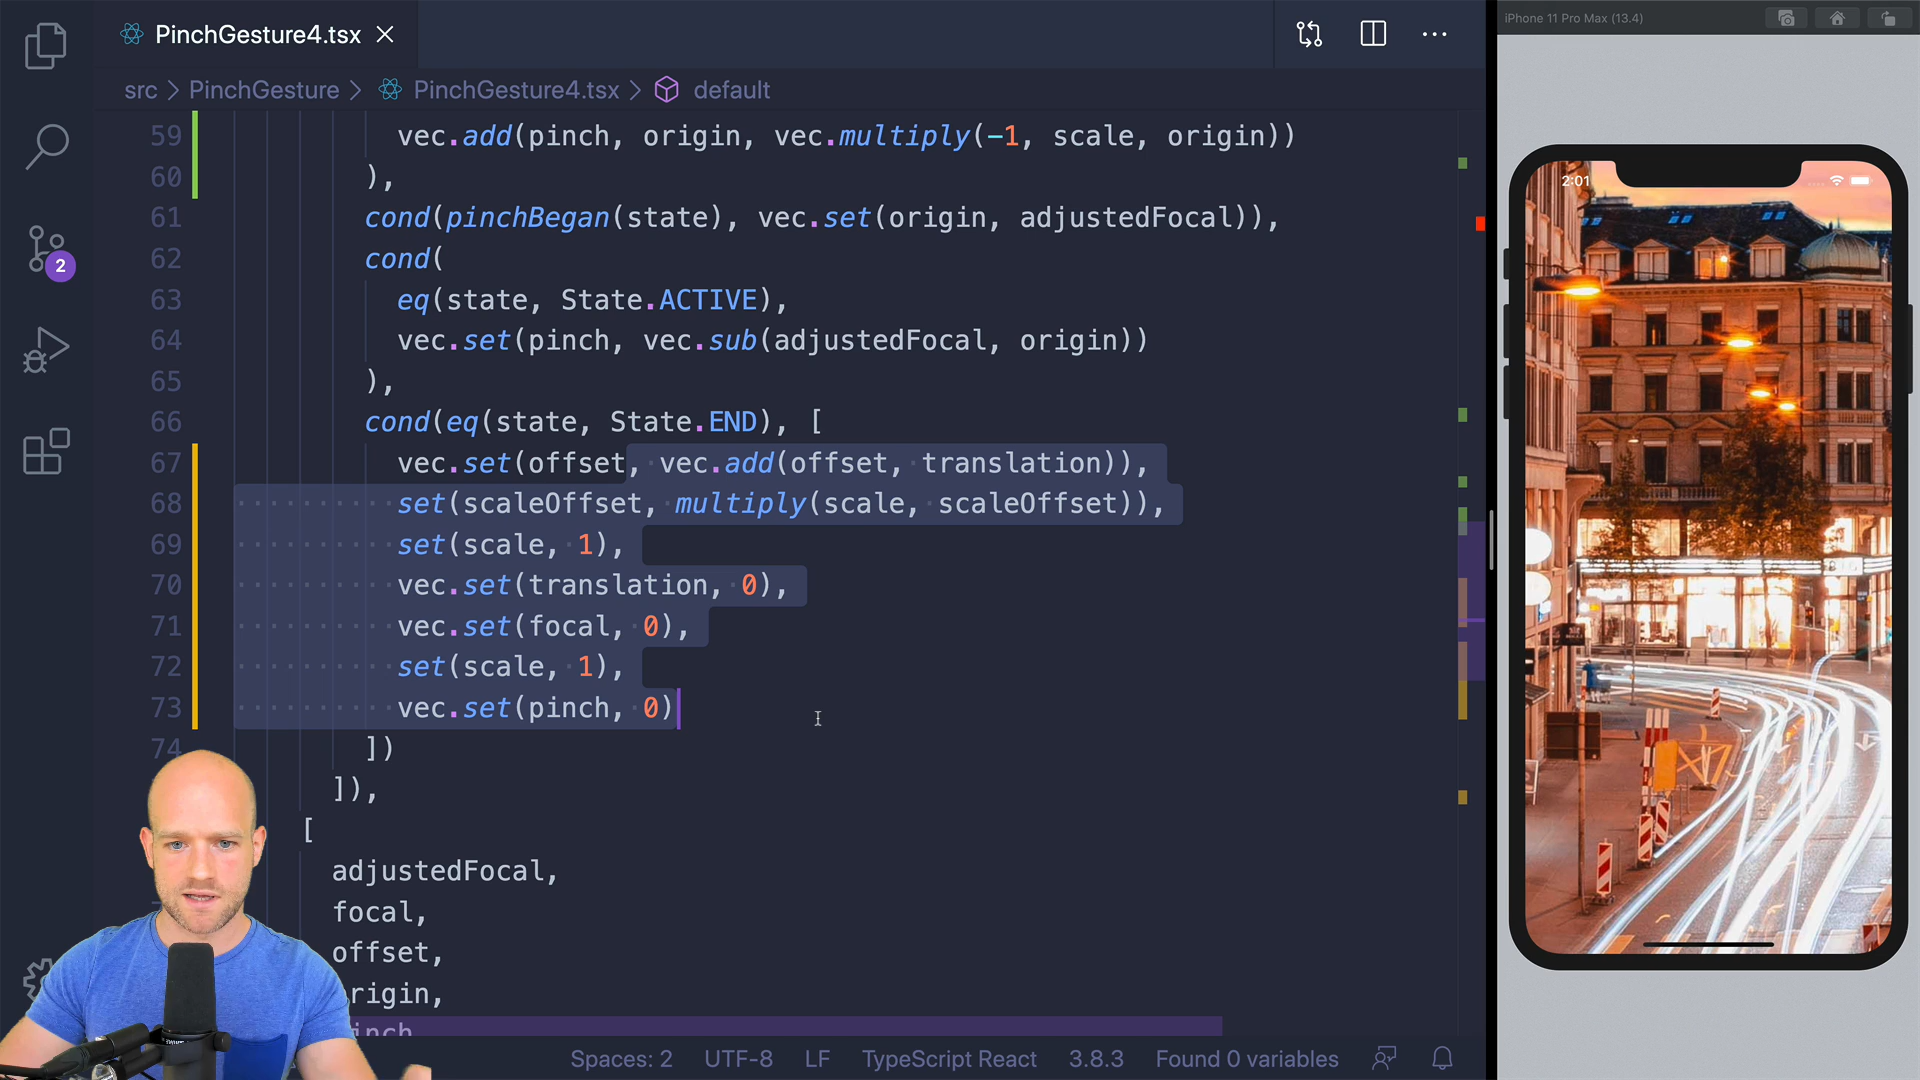 PinchGesture4.tsx
iPhone 11 Pro Max (13.4)
src > PinchGesture > PinchGesture4.tsx > default
59 vec.add(pinch, origin, vec.multiply(-1, scale, origin))
60 ),
61 cond(pinchBegan(state), vec.set(origin, adjustedFocal)),
62 cond(
63 eq(state, State.ACTIVE),
64 vec.set(pinch, vec.sub(adjustedFocal, origin))
65 ),
66 cond(eq(state, State.END), [
67 vec.set(offset, vec.add(offset, translation)),
68 set(scaleOffset, multiply(scale, scaleOffset)),
69 set(scale, 1),
70 vec.set(translation, 0),
71 vec.set(focal, 0),
72 set(scale, 1),
73 vec.set(pinch, 0)
74 ])
]),
[
adjustedFocal,
focal,
offset,
rigin,
inch
2
2:01
Spaces: 2 UTF-8 LF TypeScript React 3.8.3 Found 0 variables